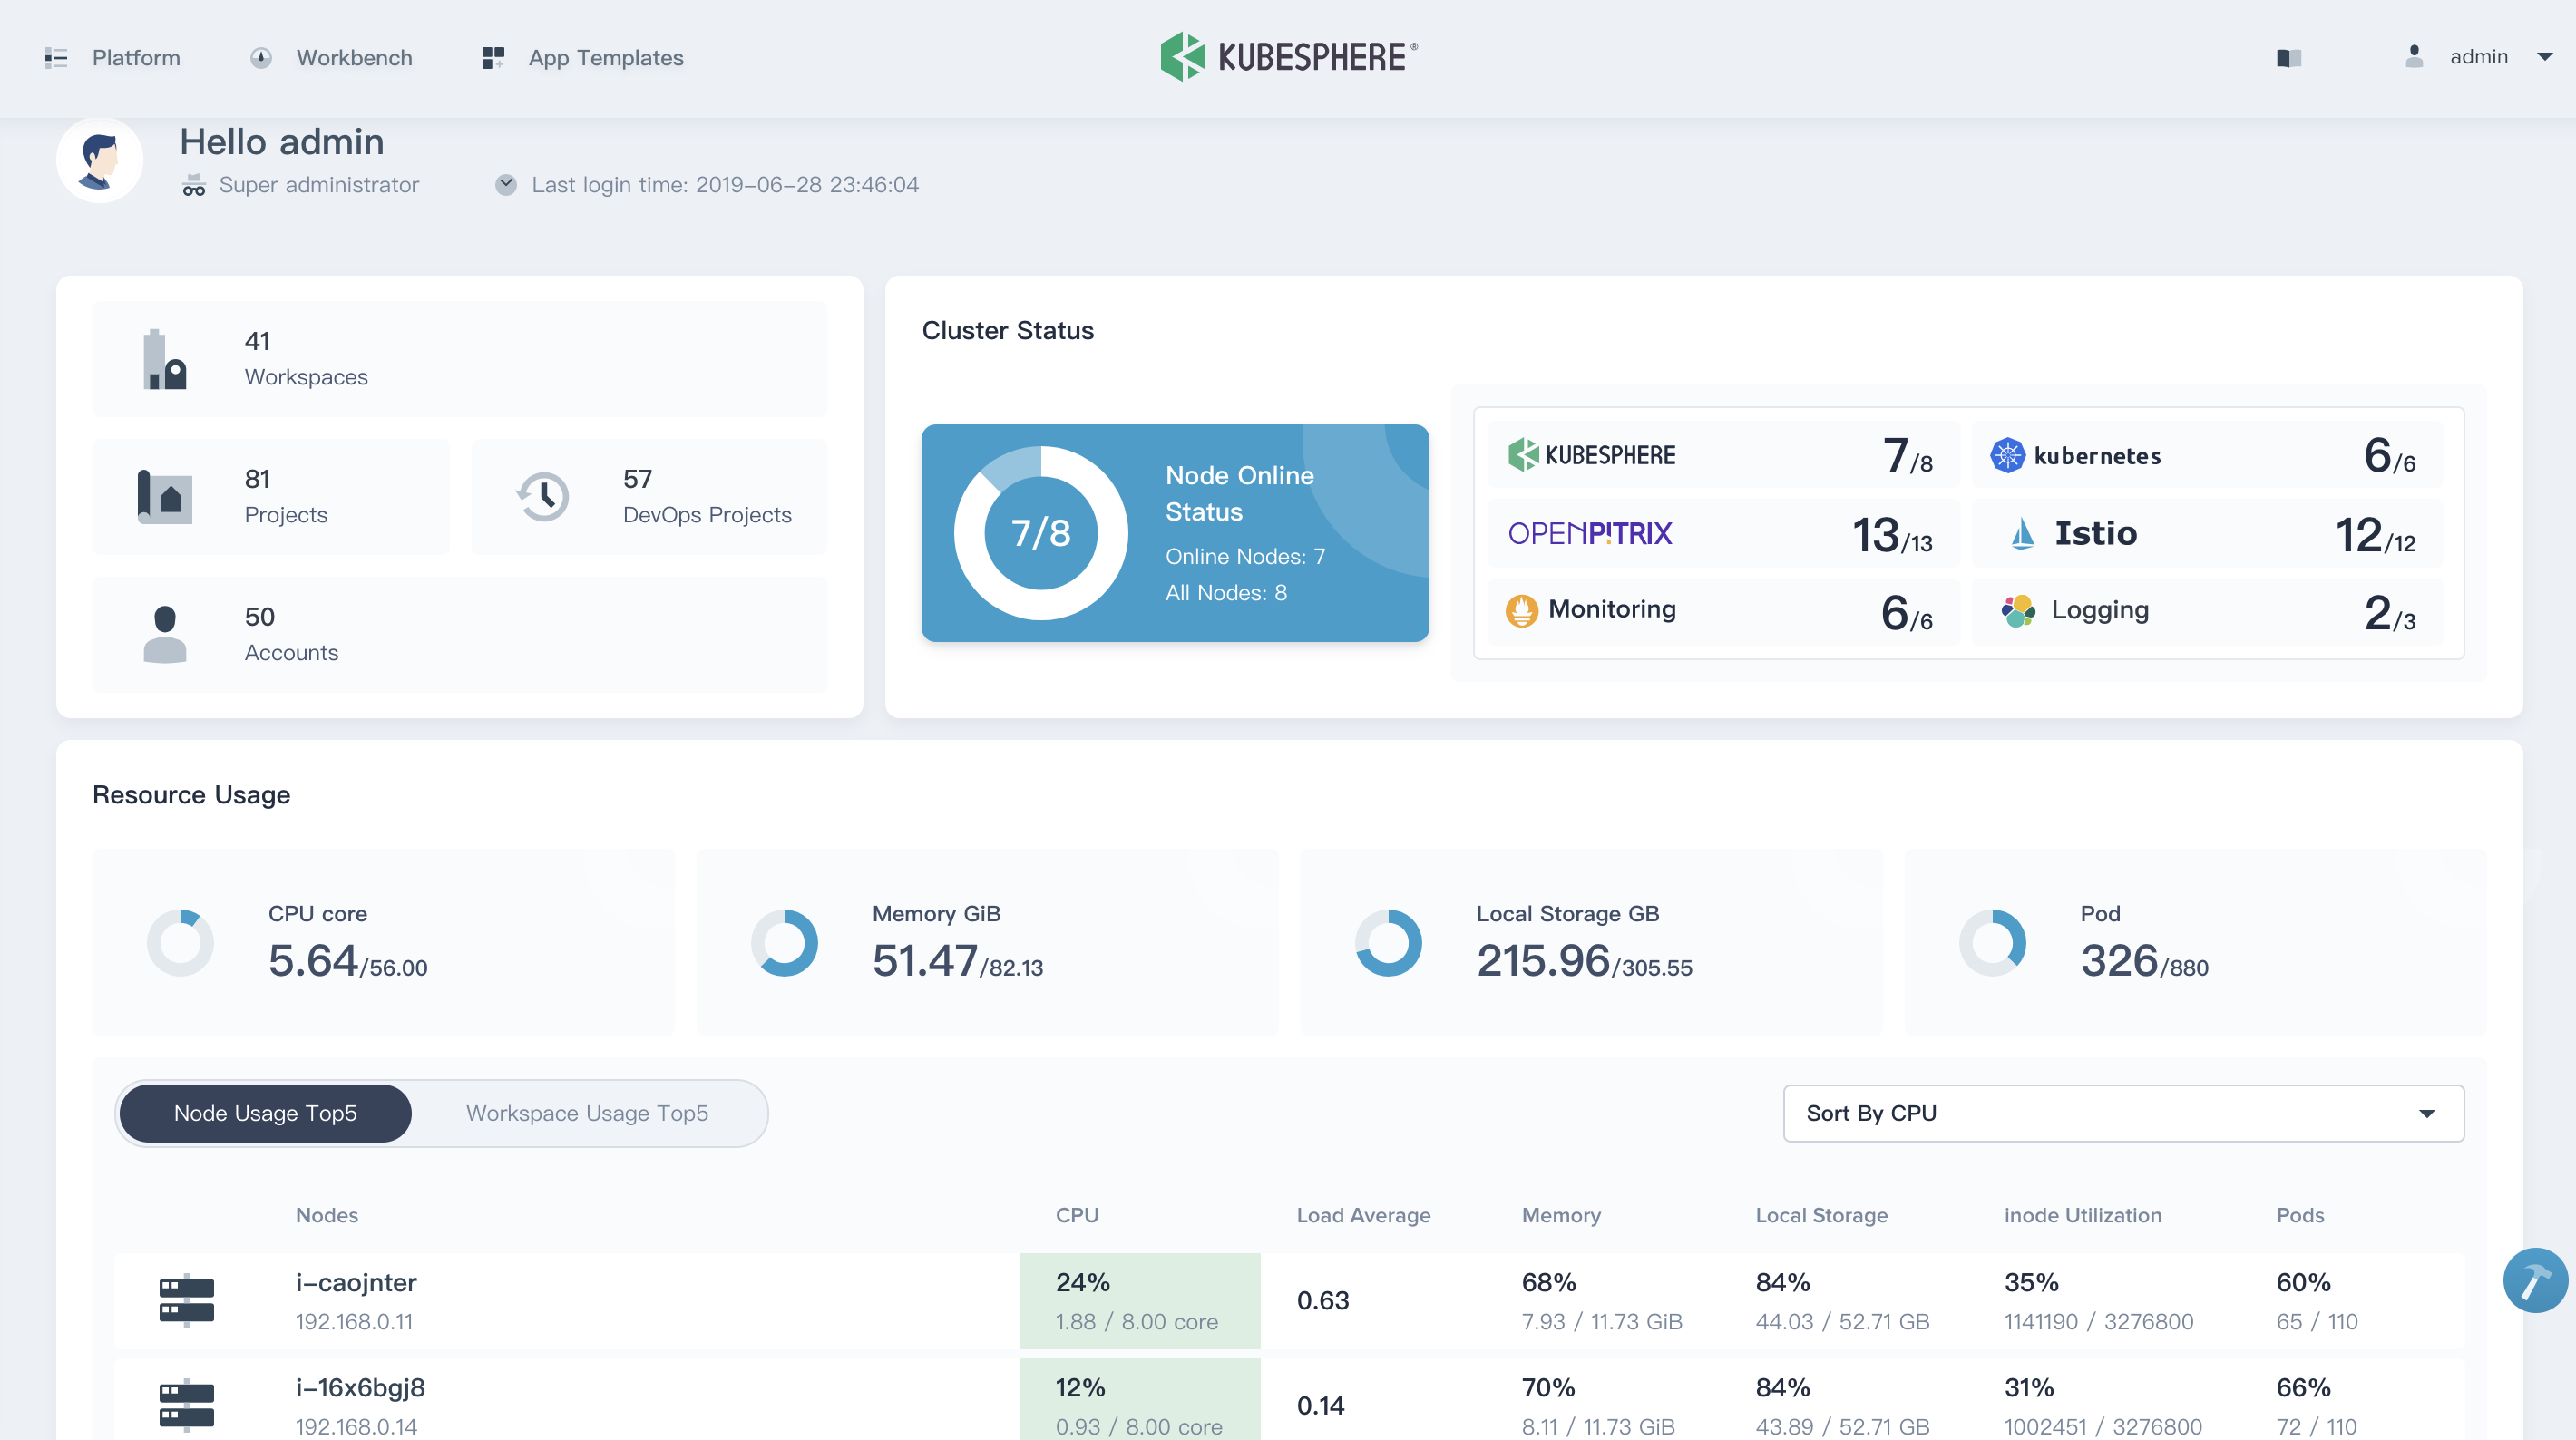 Platform
Workbench
App Templates
KUBESPHERE®
admin
Hello admin
Super administrator
Last login time: 2019-06-28 23:46:04
41
Workspaces
81
Projects
57
DevOps Projects
50
Accounts
Cluster Status
7/8
Node Online
Status
Online Nodes: 7
All Nodes: 8
KUBESPHERE 7/8
kubernetes 6/6
OPENPITRIX 13/13
Istio 12/12
Monitoring 6/6
Logging 2/3
Resource Usage
CPU core
5.64/56.00
Memory GiB
51.47/82.13
Local Storage GB
215.96/305.55
Pod
326/880
Node Usage Top5
Workspace Usage Top5
Sort By CPU
Nodes CPU Load Average Memory Local Storage inode Utilization Pods
i-caojnter 24% 0.63 68% 84% 35% 60%
192.168.0.11 1.88 / 8.00 core 7.93 / 11.73 GiB 44.03 / 52.71 GB 1141190 / 3276800 65 / 110
i-16x6bgj8 12% 0.14 70% 84% 31% 66%
192.168.0.14 0.93 / 8.00 core 8.11 / 11.73 GiB 43.89 / 52.71 GB 1002451 / 3276800 72 / 110